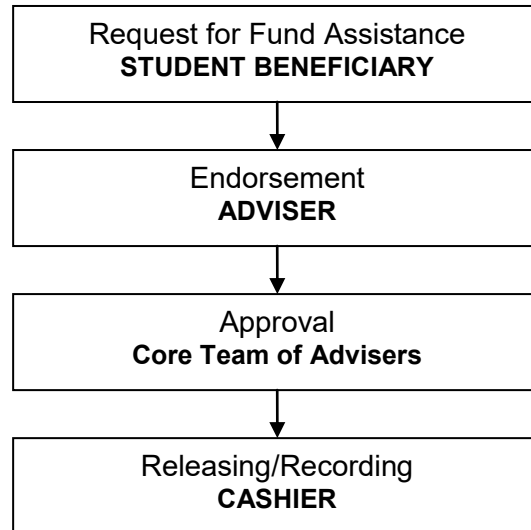 Request for Fund Assistance
STUDENT BENEFICIARY
Endorsement
ADVISER
Approval
Core Team of Advisers
Releasing/Recording
CASHIER